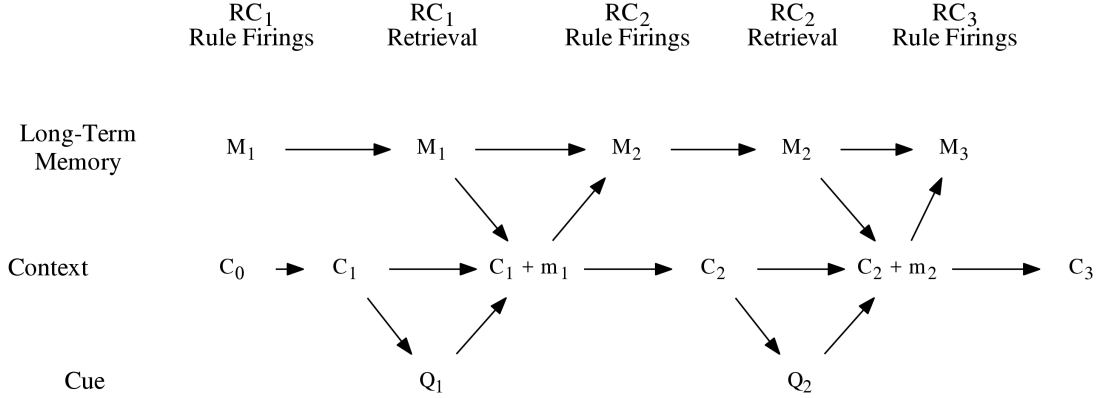 RC1 RC1 RC2 RC2 RC3
Rule Firings Retrieval Rule Firings Retrieval Rule Firings
Long-Term
Memory
M1 M1 M2 M2 M3
Context C0 C1 C1 + m1 C2 C2 + m2 C3
Cue Q1 Q2